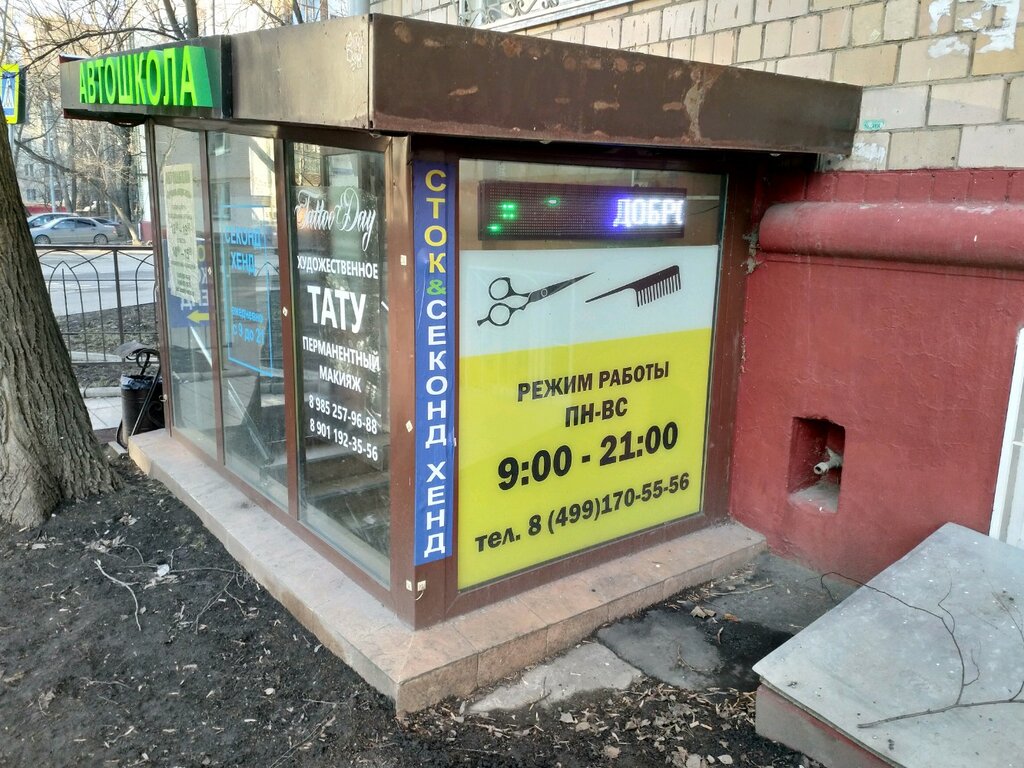 АВТОШКОЛА
СЕКОНД
ХЕНД
ежедневно
Tattoo Day
ХУДОЖЕСТВЕННОЕ
ТАТУ
ПЕРМАНЕНТНЫЙ
МАКИЯЖ
8 985 257-96-88
8 901 192-35-56
СТОК&СЕКОНД ХЕНД
ДОБРО
РЕЖИМ РАБОТЫ
ПН-ВС
9:00 - 21:00
тел. 8 (499)170-55-56